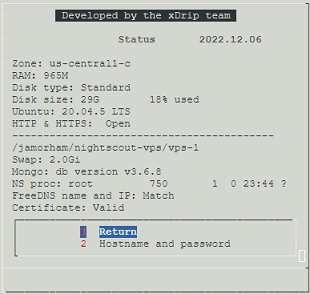 Developed by the xDrip team
Status 2022.12.06
Zone: us-central1-c
RAM: 965M
Disk type: Standard
Disk size: 29G 18% used
Ubuntu: 20.04.5 LTS
HTTP & HTTPS: Open
----------------------------------------
/jamorham/nightscout-vps/vps-1
Swap: 2.0Gi
Mongo: db version v3.6.8
NS proc: root 750 1 0 23:44 ?
FreeDNS name and IP: Match
Certificate: Valid
1 Return
2 Hostname and password